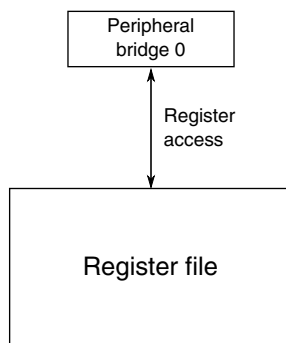 Peripheral
bridge 0
Register
access
Register file